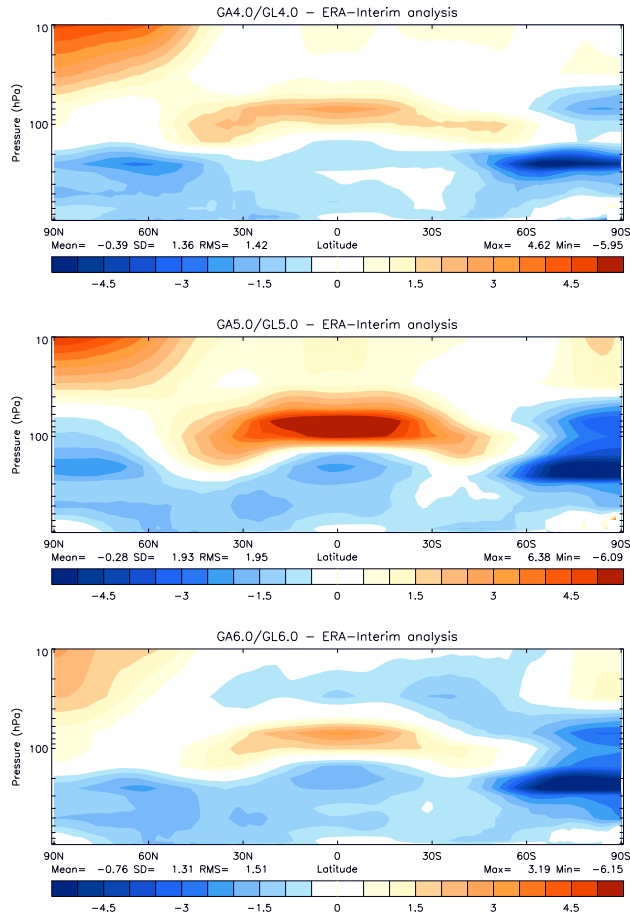 GA4.0/GL4.0 - ERA-Interim analysis
10
100
Pressure (hPa)
90N 60N 30N 0 30S 60S 90S
Mean= -0.39 SD= 1.36 RMS= 1.42 Latitude Max= 4.62 Min= -5.95
-4.5 -3 -1.5 0 1.5 3 4.5
GA5.0/GL5.0 - ERA-Interim analysis
10
100
Pressure (hPa)
90N 60N 30N 0 30S 60S 90S
Mean= -0.28 SD= 1.93 RMS= 1.95 Latitude Max= 6.38 Min= -6.09
-4.5 -3 -1.5 0 1.5 3 4.5
GA6.0/GL6.0 - ERA-Interim analysis
10
100
Pressure (hPa)
90N 60N 30N 0 30S 60S 90S
Mean= -0.76 SD= 1.31 RMS= 1.51 Latitude Max= 3.19 Min= -6.15
-4.5 -3 -1.5 0 1.5 3 4.5